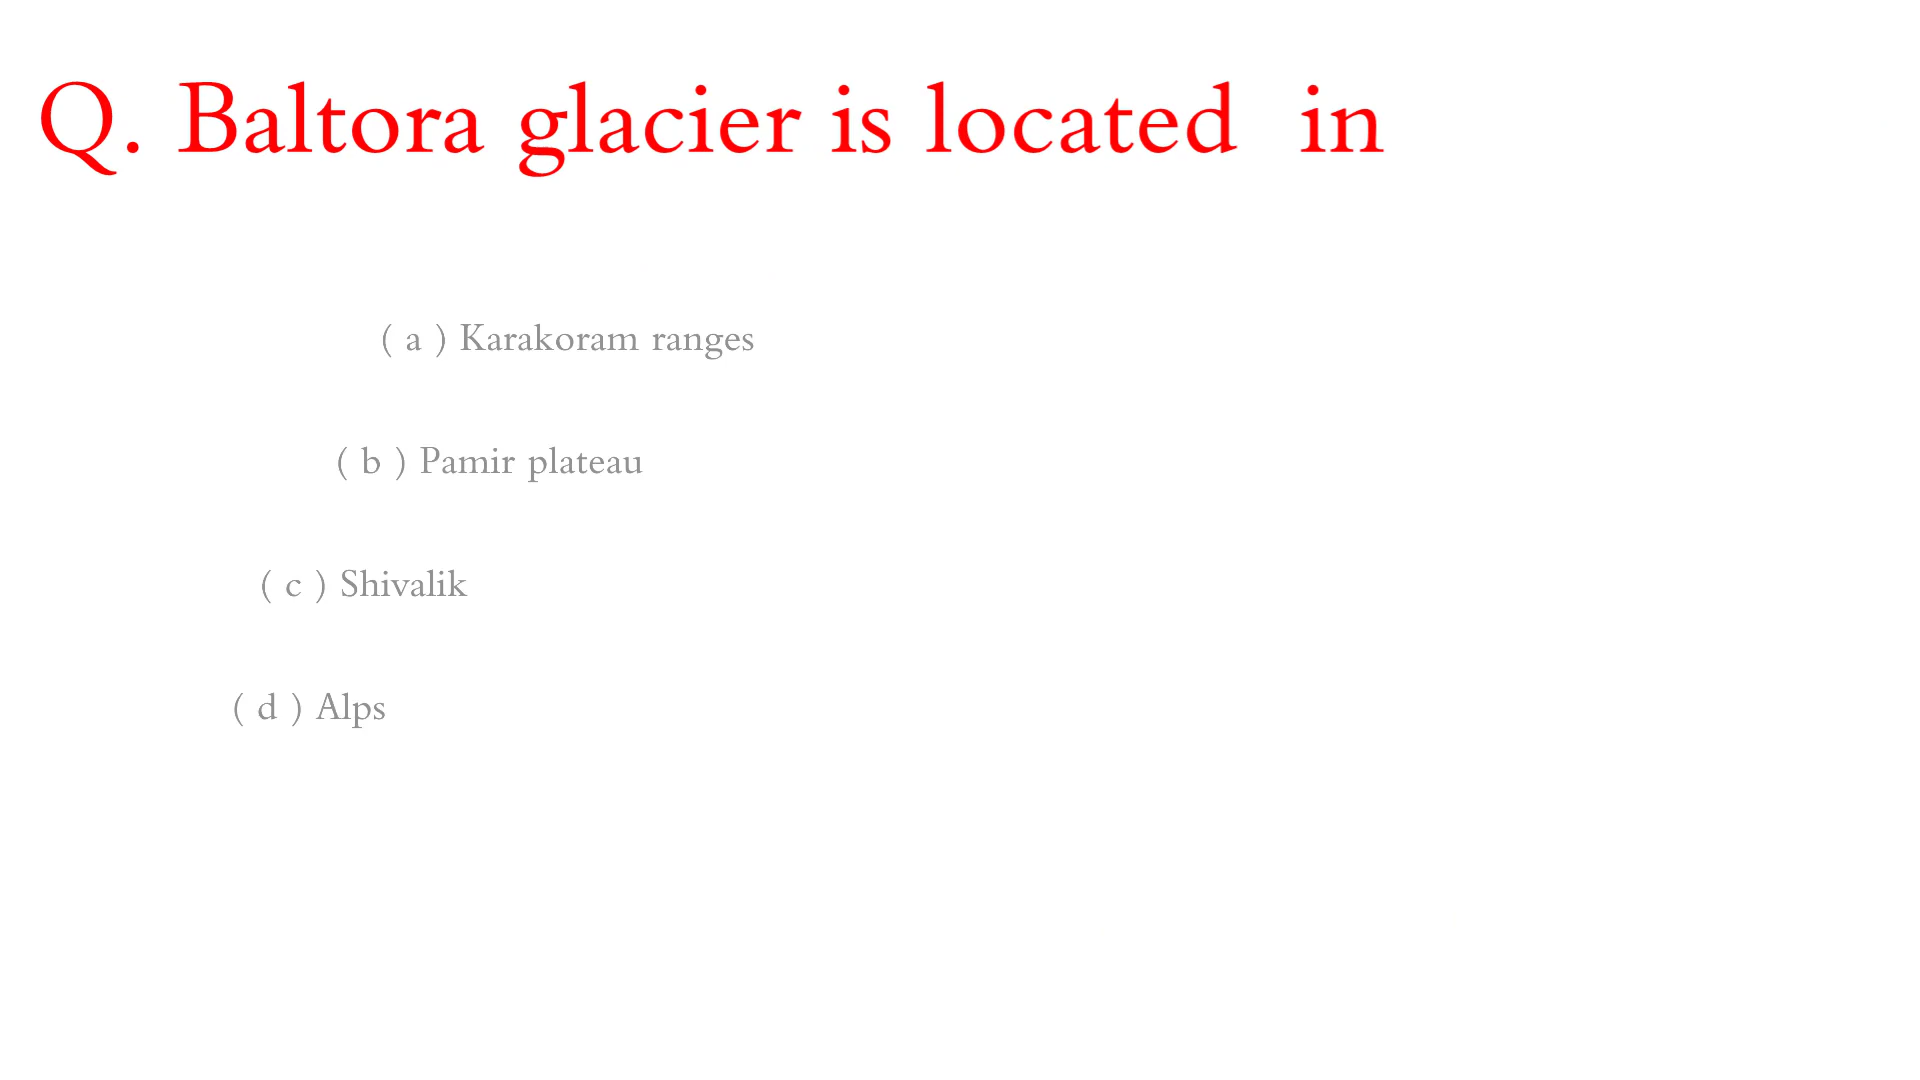 Q. Baltora glacier is located  in
( a ) Karakoram ranges
( b ) Pamir plateau
( c ) Shivalik
( d ) Alps